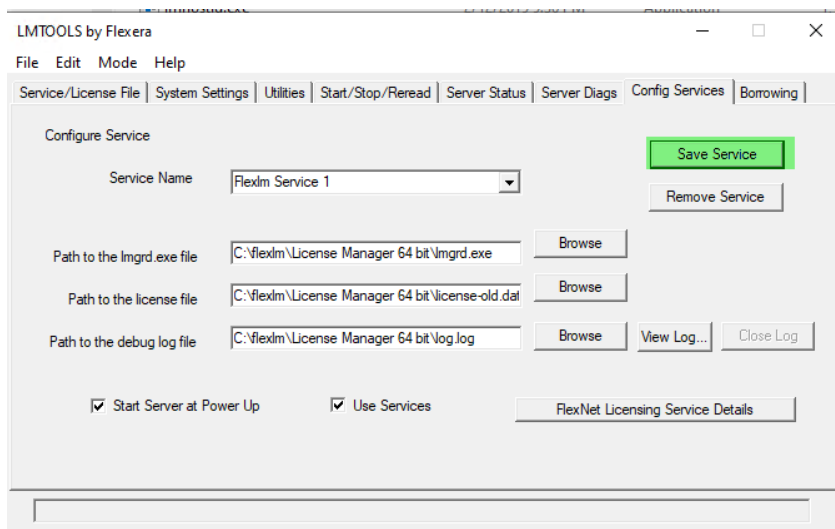 LMTOOLS by Flexera
File Edit Mode Help
Service/License File System Settings Utilities Start/Stop/Reread Server Status Server Diags Config Services Borrowing
Configure Service
Save Service
Service Name Flexlm Service 1
Remove Service
Path to the lmgrd.exe file C:\flexlm\License Manager 64 bit\lmgrd.exe Browse
Path to the license file C:\flexlm\License Manager 64 bit\license-old.dat Browse
Path to the debug log file C:\flexlm\License Manager 64 bit\log.log Browse View Log... Close Log
Start Server at Power Up Use Services FlexNet Licensing Service Details